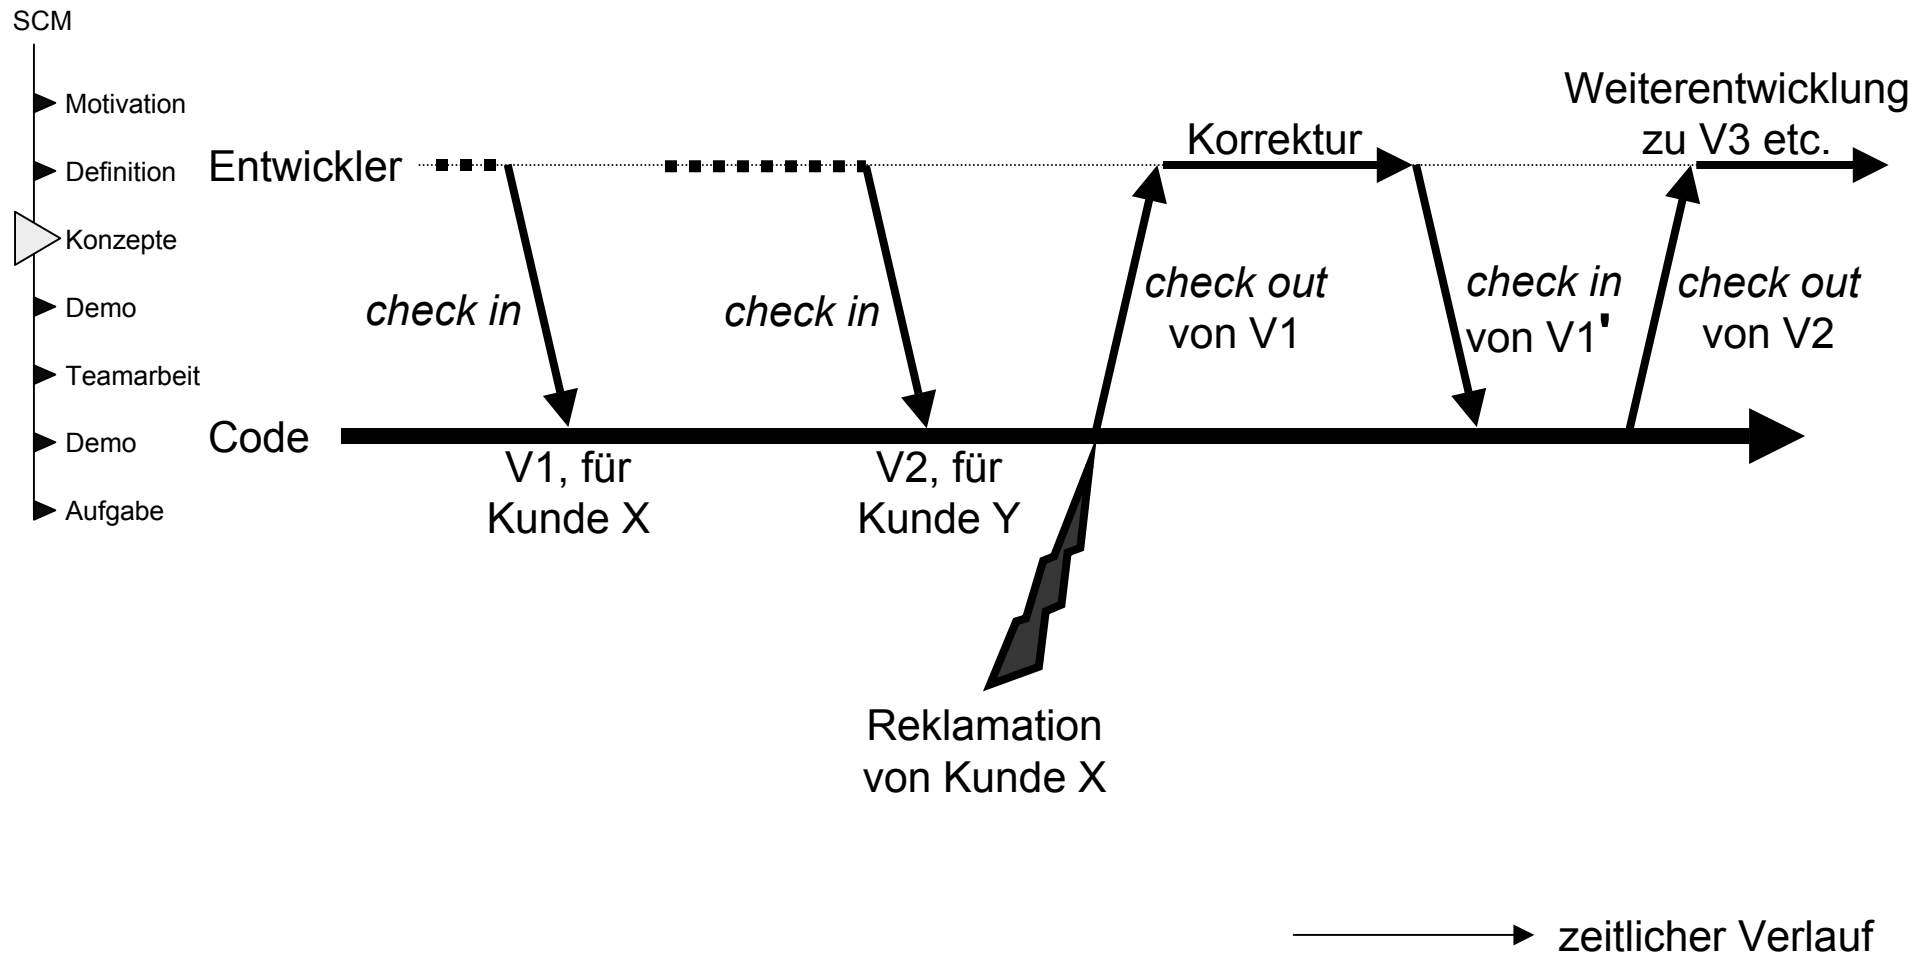 SCM
Motivation
Definition
Konzepte
Demo
Teamarbeit
Demo
Aufgabe
Entwickler
Korrektur
Weiterentwicklung
zu V3 etc.
check in
check in
check out
von V1
check in
von V1'
check out
von V2
Code
V1, für
Kunde X
V2, für
Kunde Y
Reklamation
von Kunde X
zeitlicher Verlauf